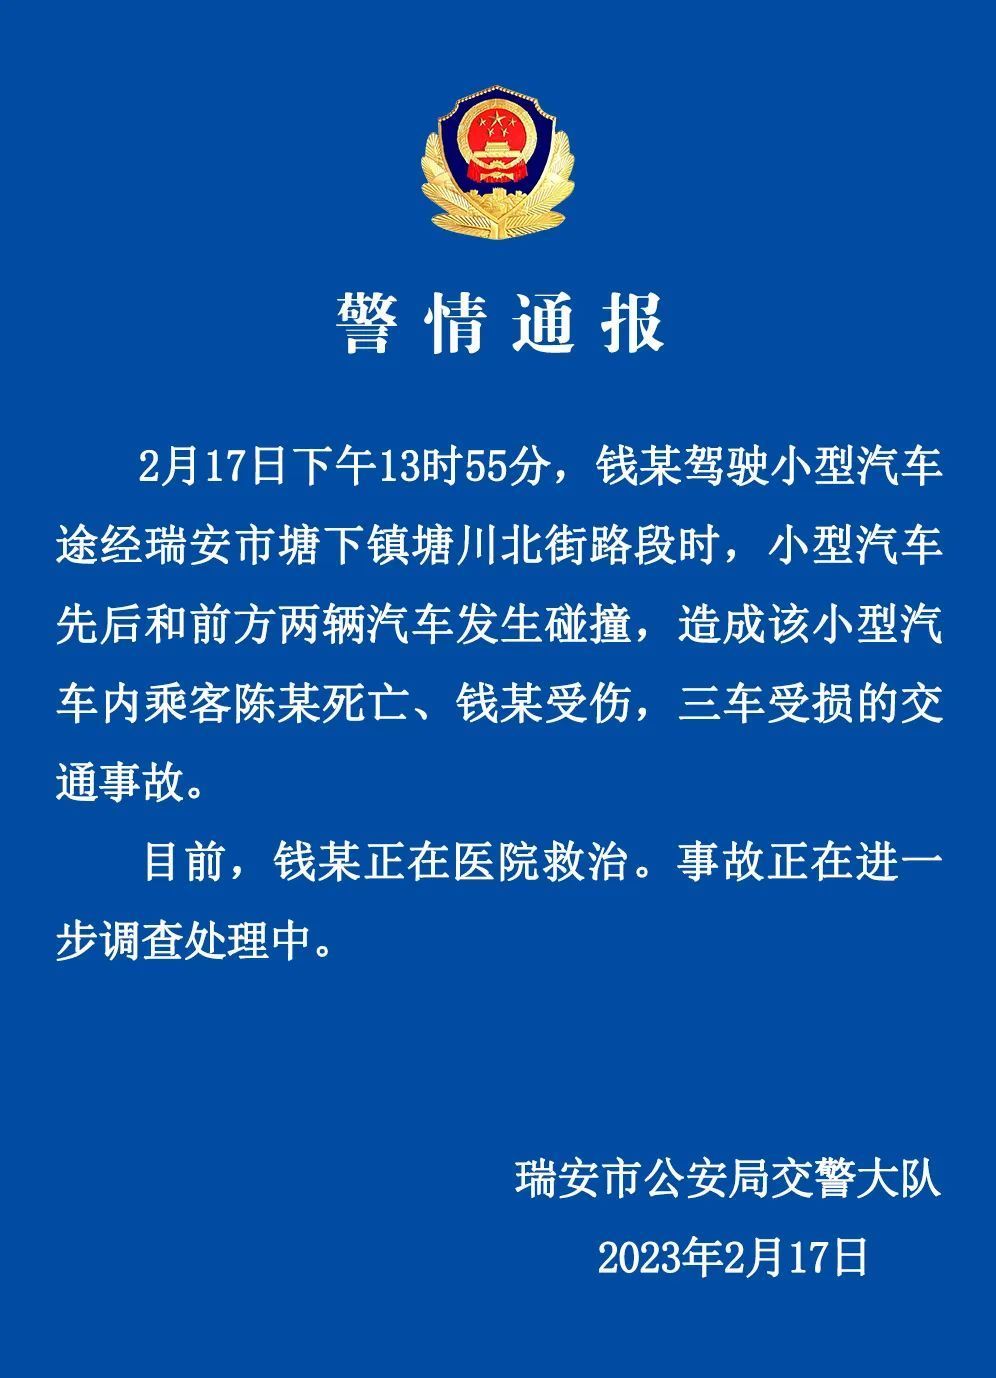 警情通报
2月17日下午13时55分，钱某驾驶小型汽车
途经瑞安市塘下镇塘川北街路段时，小型汽车
先后和前方两辆汽车发生碰撞，造成该小型汽
车内乘客陈某死亡、钱某受伤，三车受损的交
通事故。
目前，钱某正在医院救治。事故正在进一
步调查处理中。
瑞安市公安局交警大队
2023年2月17日